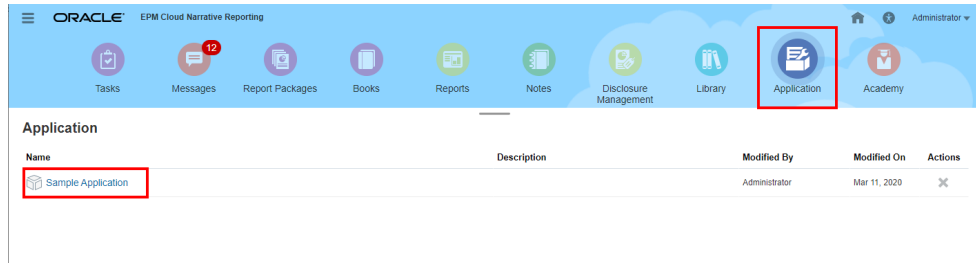 ORACLE® EPM Cloud Narrative Reporting Administrator
12
Tasks Messages Report Packages Books Reports Notes Disclosure Management Library Application Academy
Application
Name Description Modified By Modified On Actions
Sample Application Administrator Mar 11, 2020